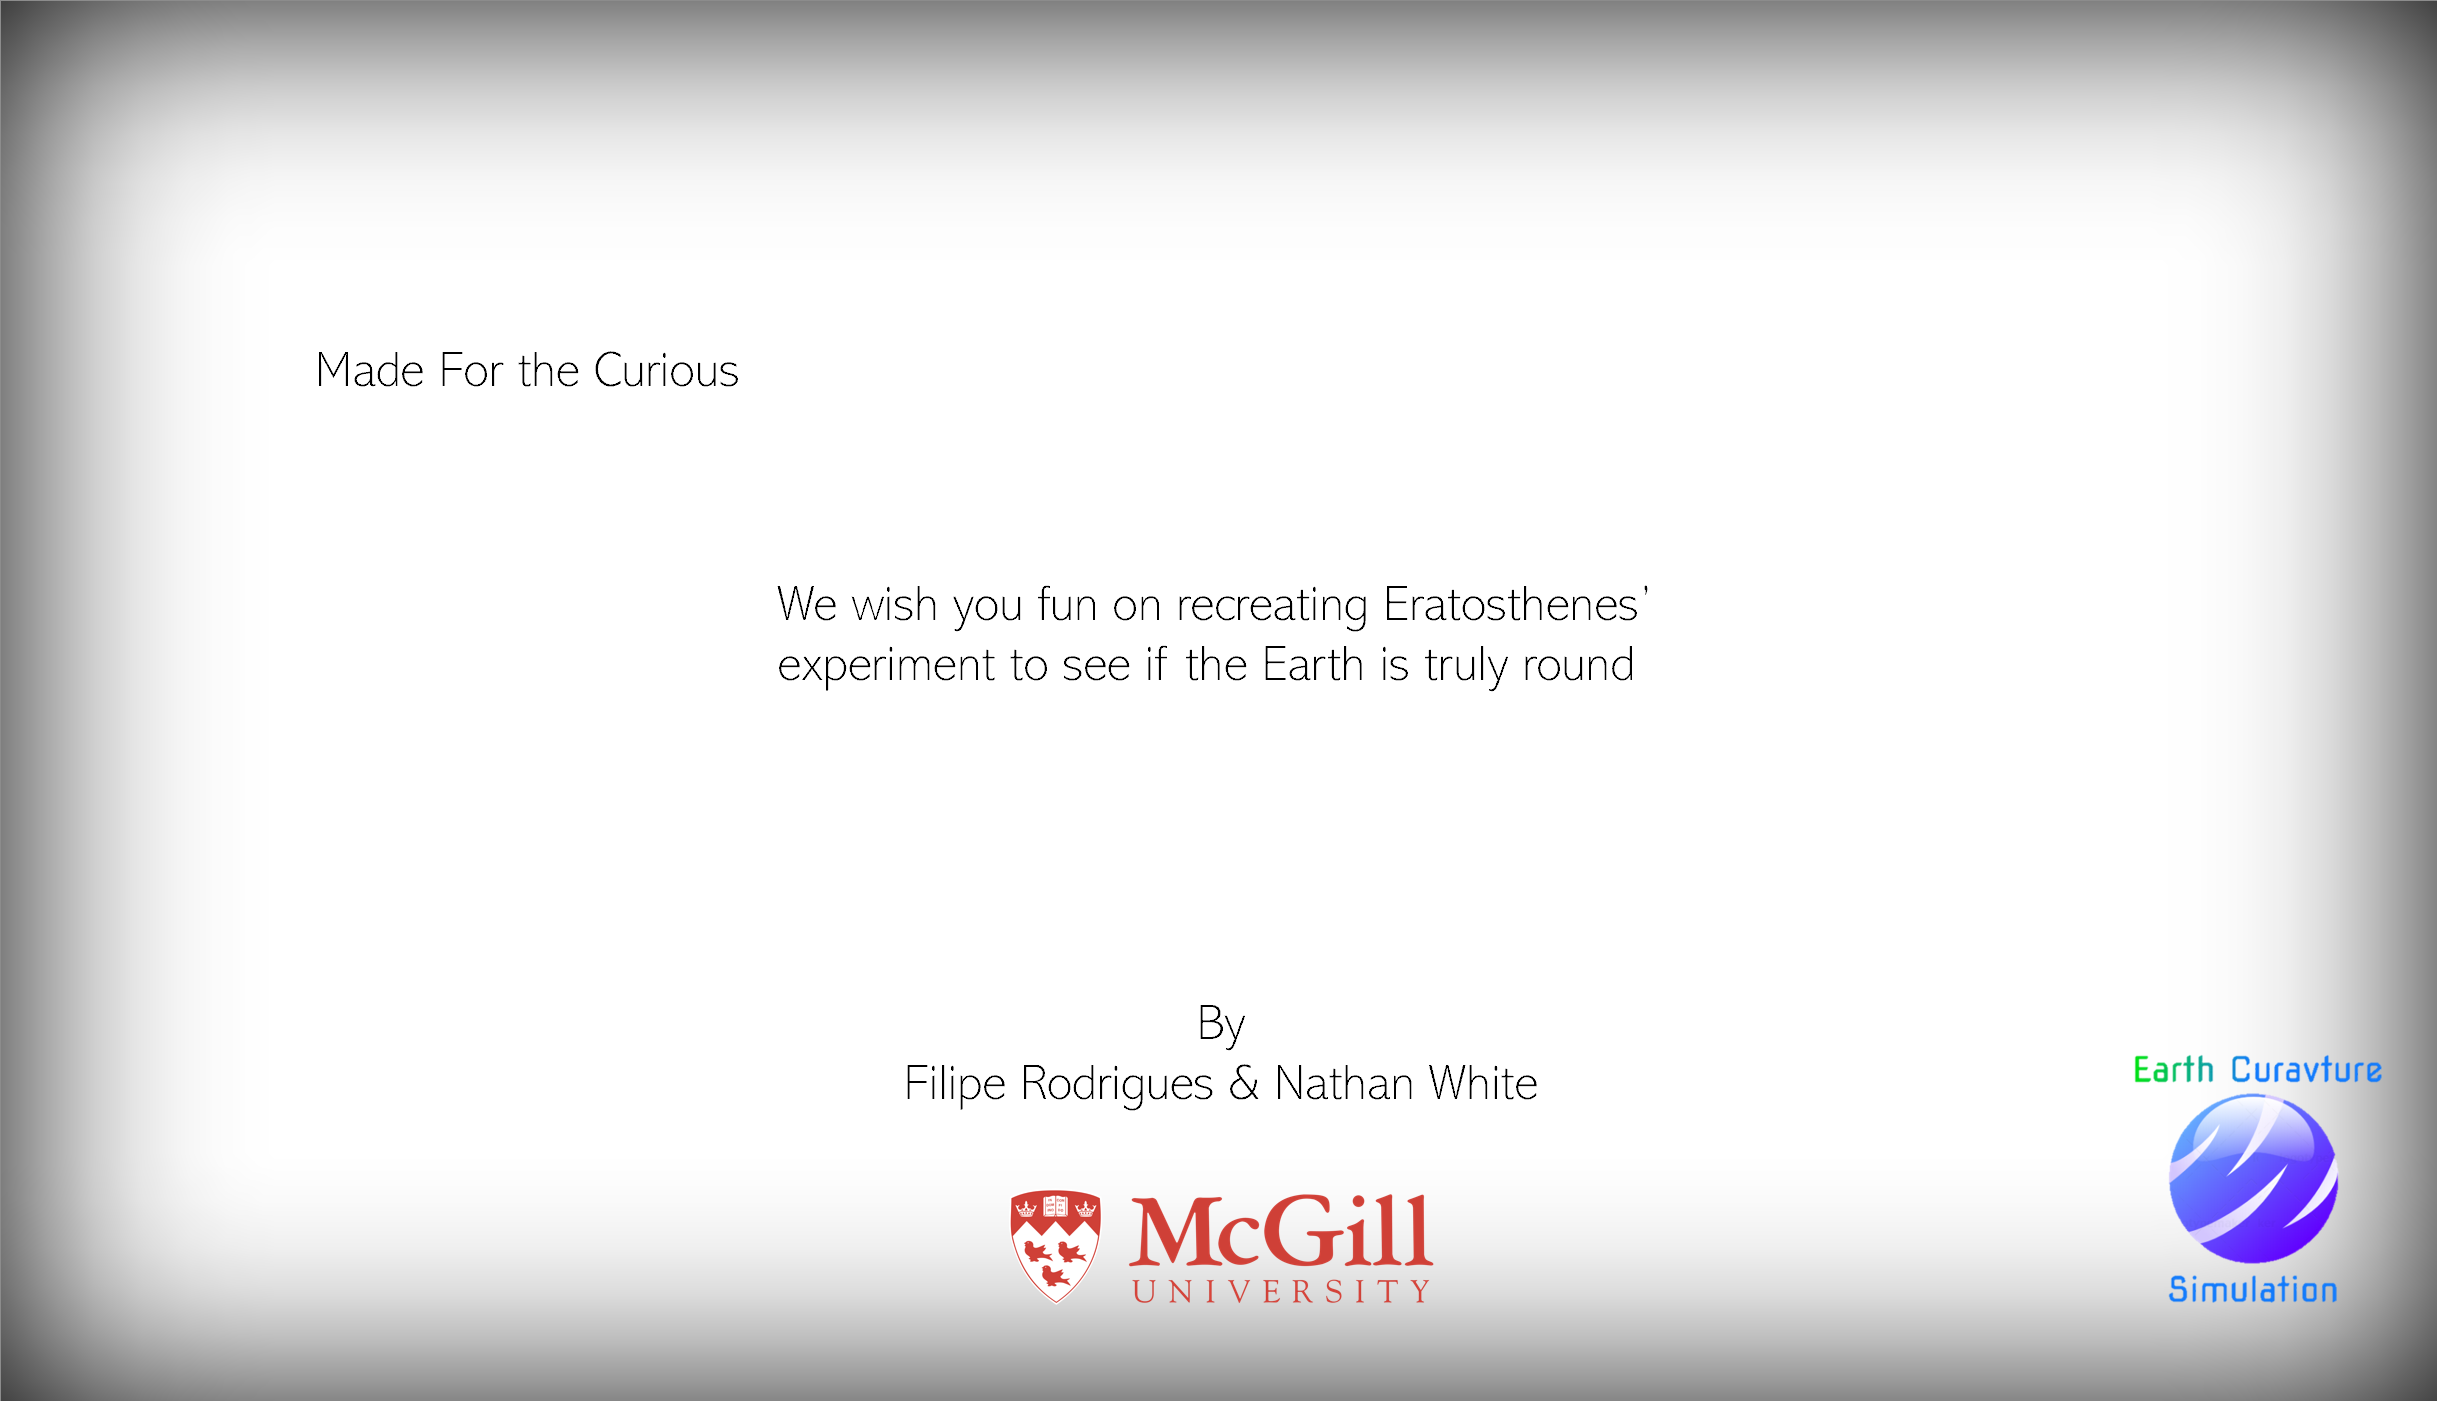 Made For the Curious
We wish you fun on recreating Eratosthenes'
experiment to see if the Earth is truly round
By
Filipe Rodrigues & Nathan White
McGill
UNIVERSITY
Earth Curavture
Simulation